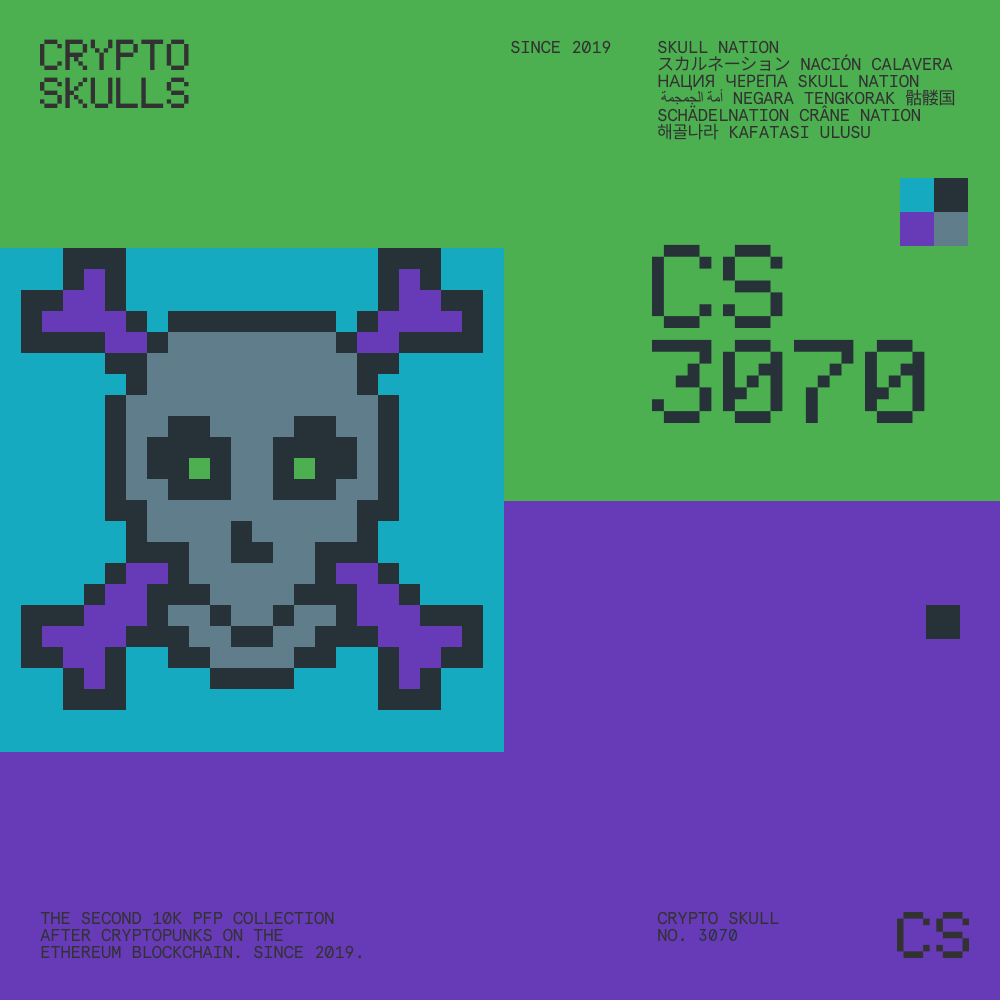 CRYPTO
SKULLS
SINCE 2019
SKULL NATION
スカルネーション NACIÓN CALAVERA
НАЦИЯ ЧЕРЕПА SKULL NATION
أمة الجمجمة NEGARA TENGKORAK 骷髅国
SCHÄDELNATION CRÂNE NATION
해골나라 KAFATASI ULUSU
CS
3070
THE SECOND 10K PFP COLLECTION
AFTER CRYPTOPUNKS ON THE
ETHEREUM BLOCKCHAIN. SINCE 2019.
CRYPTO SKULL
NO. 3070
CS